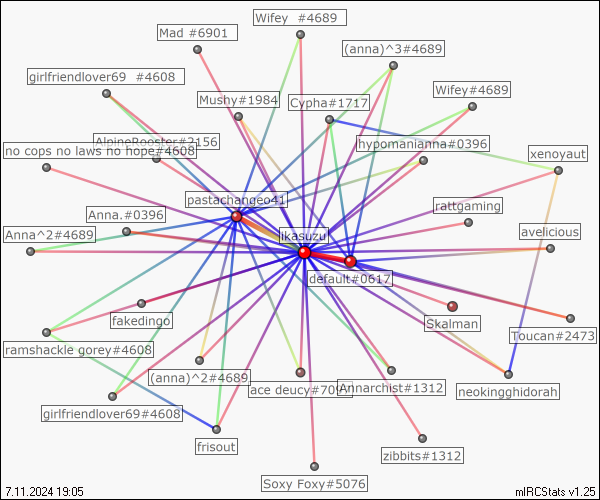 Wifey #4689
Mad #6901
(anna)^3#4689
girlfriendlover69 #4608
Wifey#4689
Mushy#1984
Cypha#1717
AlpineRooster#2156
hypomanianna#0396
no cops no laws no hope#4608
xenoyaut
pastachangeo41
rattgaming
Anna.#0396
Anna^2#4689
ikasuzu
avelicious
default#0617
fakedingo
Skalman
Toucan#2473
ramshackle gorey#4608
(anna)^2#4689
ace deucy#709
Annarchist#1312
neokingghidorah
girlfriendlover69#4608
frisout
zibbits#1312
Soxy Foxy#5076
7.11.2024 19:05
mIRCStats v1.25